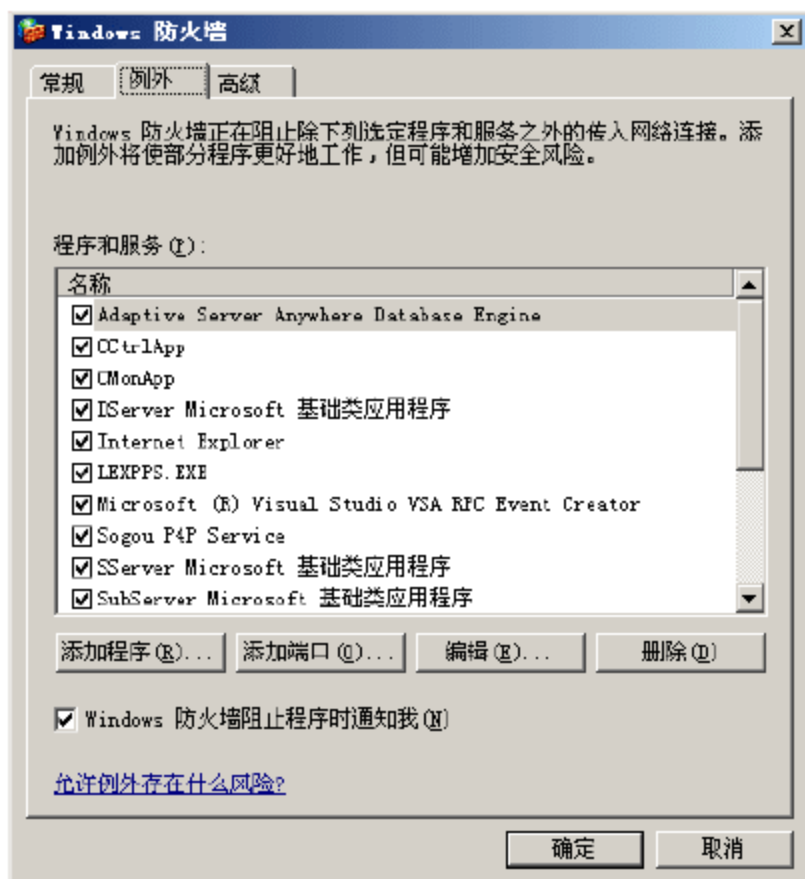 Windows 防火墙
常规 例外 高级
Windows 防火墙正在阻止除下列选定程序和服务之外的传入网络连接。添
加例外将使部分程序更好地工作，但可能增加安全风险。
程序和服务(P):
名称
Adaptive Server Anywhere Database Engine
CCtrlApp
CMonApp
IServer Microsoft 基础类应用程序
Internet Explorer
LEXPPS.EXE
Microsoft (R) Visual Studio VSA RPC Event Creator
Sogou P4P Service
SServer Microsoft 基础类应用程序
SubServer Microsoft 基础类应用程序
添加程序(R)... 添加端口(O)... 编辑(E)... 删除(D)
Windows 防火墙阻止程序时通知我(N)
允许例外存在什么风险?
确定 取消